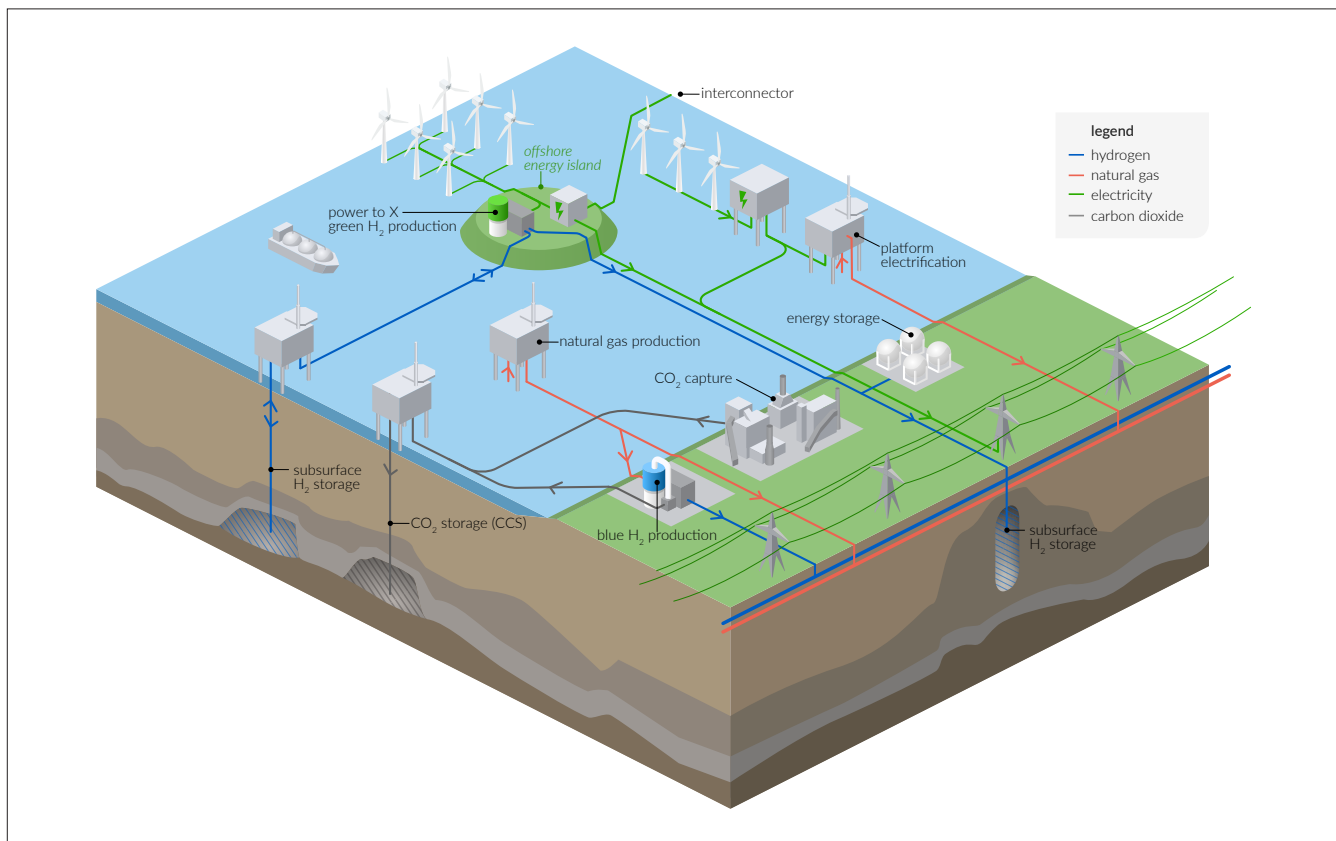 interconnector
legend
hydrogen
natural gas
electricity
carbon dioxide
offshore
energy island
power to X
green H₂ production
platform
electrification
energy storage
natural gas production
CO₂ capture
subsurface
H₂ storage
CO₂ storage (CCS)
blue H₂ production
subsurface
H₂ storage